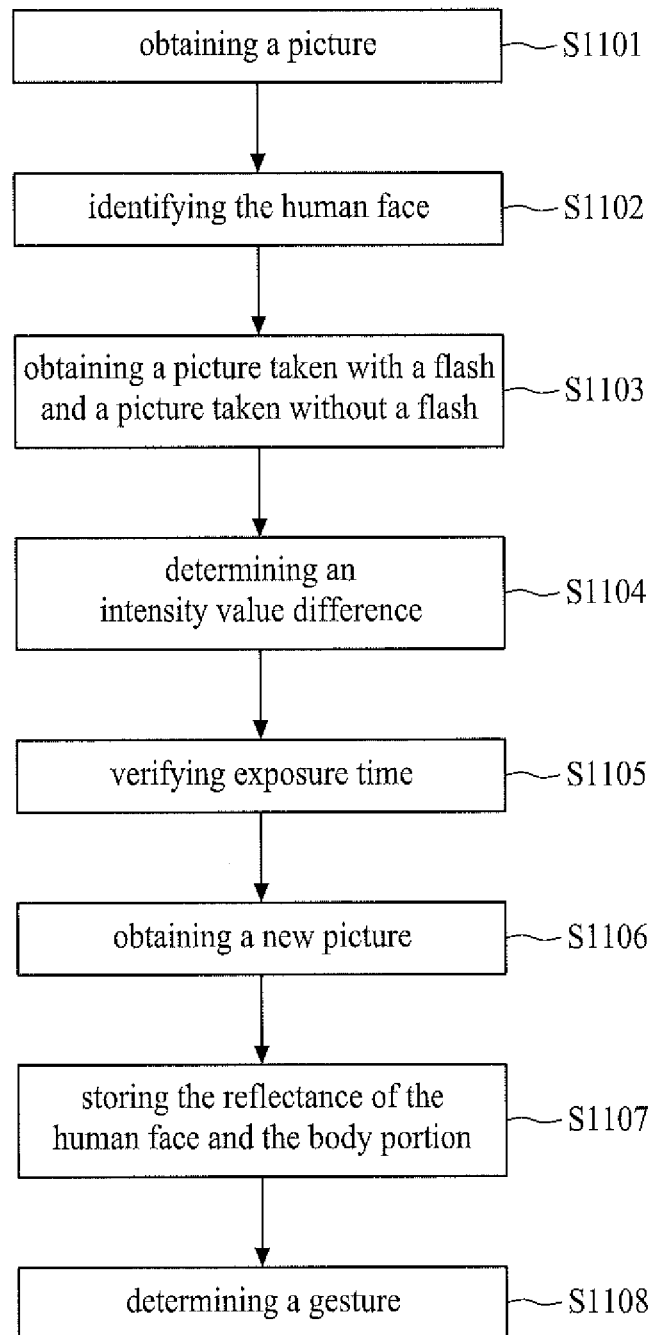 obtaining a picture
S1101
identifying the human face
S1102
obtaining a picture taken with a flash
and a picture taken without a flash
S1103
determining an
intensity value difference
S1104
verifying exposure time
S1105
obtaining a new picture
S1106
storing the reflectance of the
human face and the body portion
S1107
determining a gesture
S1108